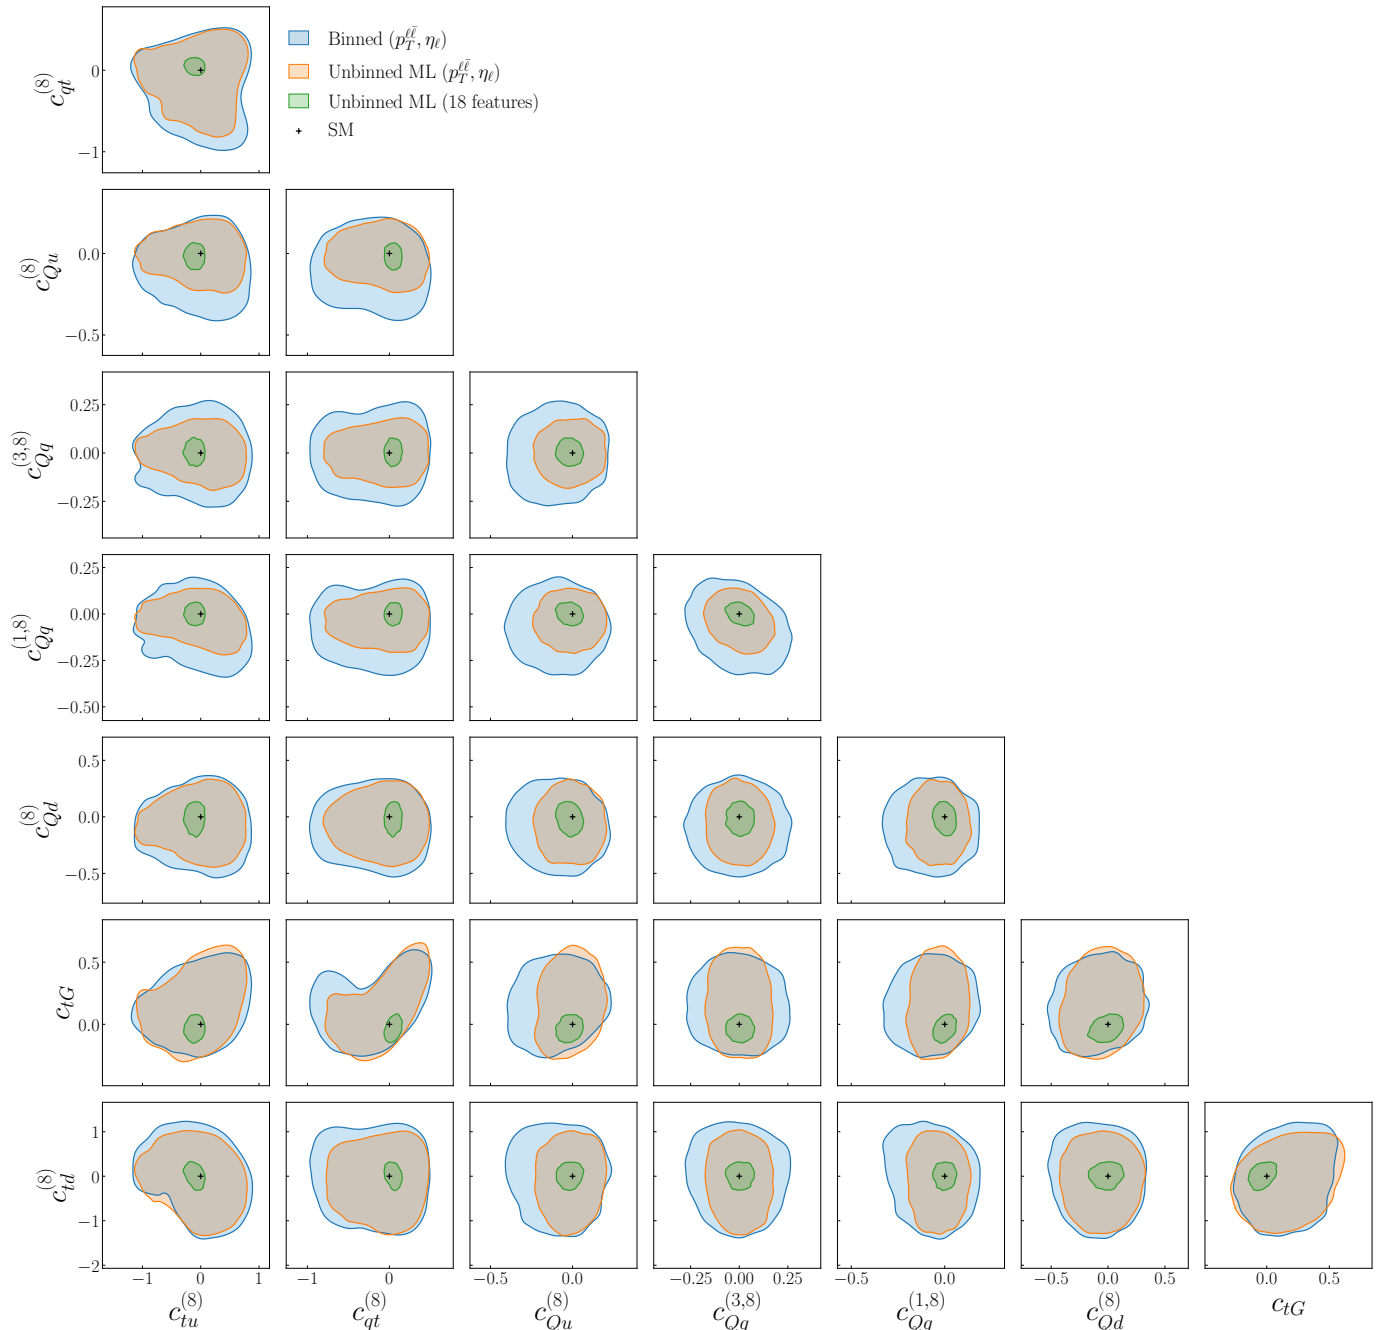 Binned (p_T^{ℓℓ̄}, η_ℓ)
Unbinned ML (p_T^{ℓℓ̄}, η_ℓ)
Unbinned ML (18 features)
SM
c_{qt}^{(8)}
0
−1
c_{Qu}^{(8)}
0.0
−0.5
c_{Qq}^{(3,8)}
0.25
0.00
−0.25
c_{Qq}^{(1,8)}
0.25
0.00
−0.25
−0.50
c_{Qd}^{(8)}
0.5
0.0
−0.5
c_{tG}
0.5
0.0
c_{td}^{(8)}
1
0
−1
−2
−1 0 1
−1 0
−0.5 0.0
−0.25 0.00 0.25
−0.5 0.0
−0.5 0.0 0.5
0.0 0.5
c_{tu}^{(8)}
c_{qt}^{(8)}
c_{Qu}^{(8)}
c_{Qq}^{(3,8)}
c_{Qq}^{(1,8)}
c_{Qd}^{(8)}
c_{tG}